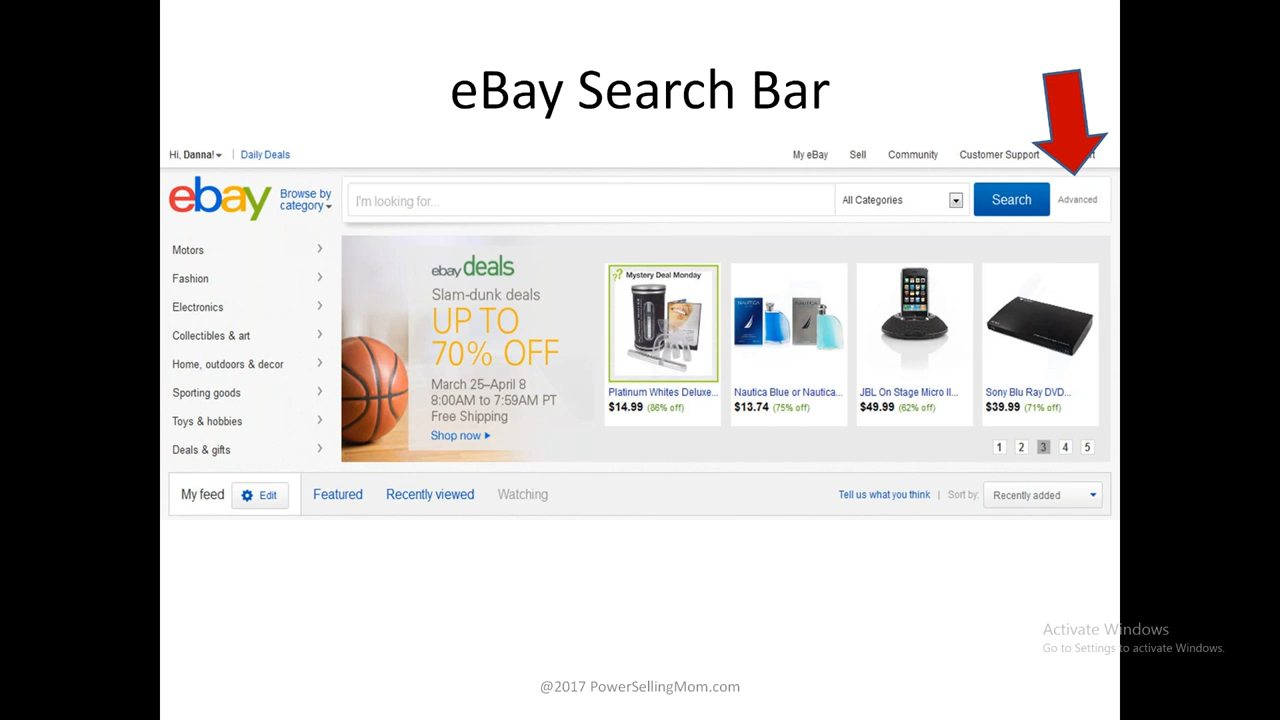 eBay Search Bar
Hi, Danna!
Daily Deals
My eBay
Sell
Community
Customer Support
ebay
Browse by
category
I'm looking for...
All Categories
Search
Advanced
Motors
Fashion
Electronics
Collectibles & art
Home, outdoors & decor
Sporting goods
Toys & hobbies
Deals & gifts
ebay deals
Slam-dunk deals
UP TO
70% OFF
March 25–April 8
8:00AM to 7:59AM PT
Free Shipping
Shop now
?? Mystery Deal Monday
Platinum Whites Deluxe...
$14.99 (86% off)
NAUTICA
NAUTICA
Nautica Blue or Nautica...
$13.74 (75% off)
JBL On Stage Micro II...
$49.99 (62% off)
Sony Blu Ray DVD...
$39.99 (71% off)
1 2 3 4 5
My feed
Edit
Featured
Recently viewed
Watching
Tell us what you think | Sort by:
Recently added
Activate Windows
Go to Settings to activate Windows.
@2017 PowerSellingMom.com